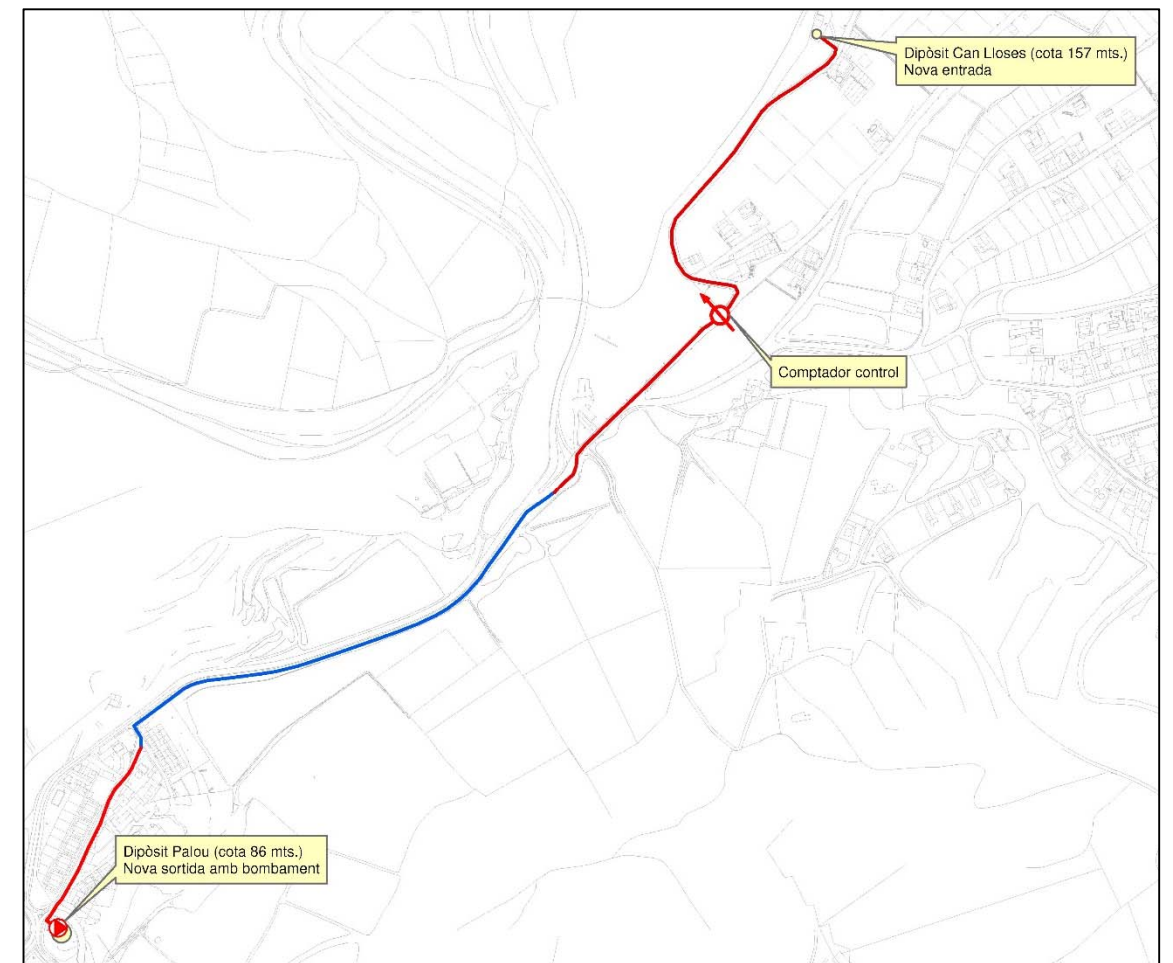 Dipòsit Can Lloses (cota 157 mts.)
Nova entrada
Comptador control
Dipòsit Palou (cota 86 mts.)
Nova sortida amb bombament